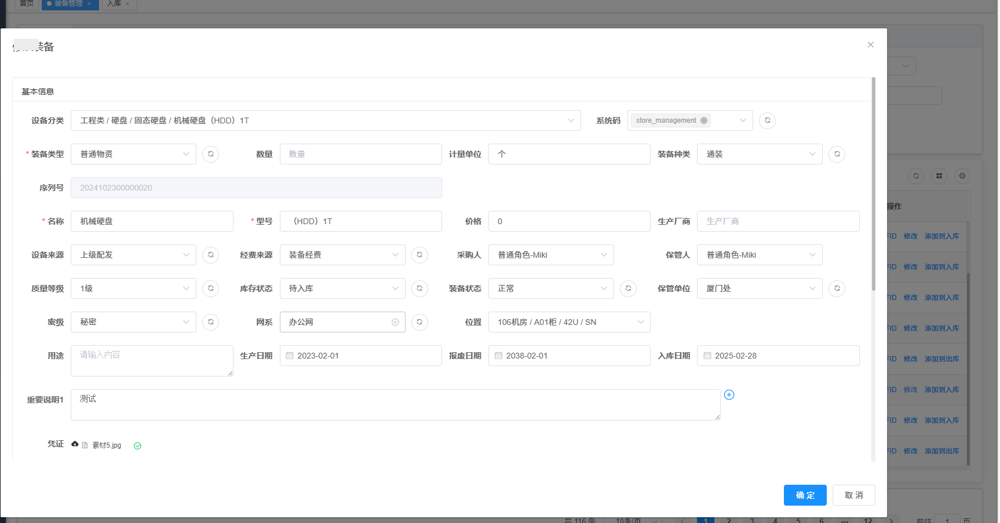 首页 装备管理 × 入库 ×
装备
基本信息
设备分类 工程类 / 硬盘 / 固态硬盘 / 机械硬盘（HDD）1T 系统码 store_management
* 装备类型 普通物资 数量 数量 计量单位 个 装备种类 通装
序列号 2024102300000020
操作
* 名称 机械硬盘 * 型号 （HDD）1T 价格 0 生产厂商 生产厂商
FID 修改 添加到入库
设备来源 上级配发 经费来源 装备经费 采购人 普通角色-Miki 保管人 普通角色-Miki
FID 修改 添加到入库
质量等级 1级 库存状态 待入库 装备状态 正常 保管单位 厦门处
FID 修改 添加到入库
密级 秘密 网系 办公网 位置 106机房 / A01柜 / 42U / SN
FID 修改 添加到入库
用途 请输入内容 生产日期 2023-02-01 报废日期 2038-02-01 入库日期 2025-02-28
FID 修改 添加到出库
FID 修改 添加到入库
重要说明1 测试
FID 修改 添加到入库
凭证 素材5.jpg
FID 修改 添加到出库
确 定 取 消
共 116 条 10条/页 1 2 3 4 5 6 ••• 12 前往 1 页